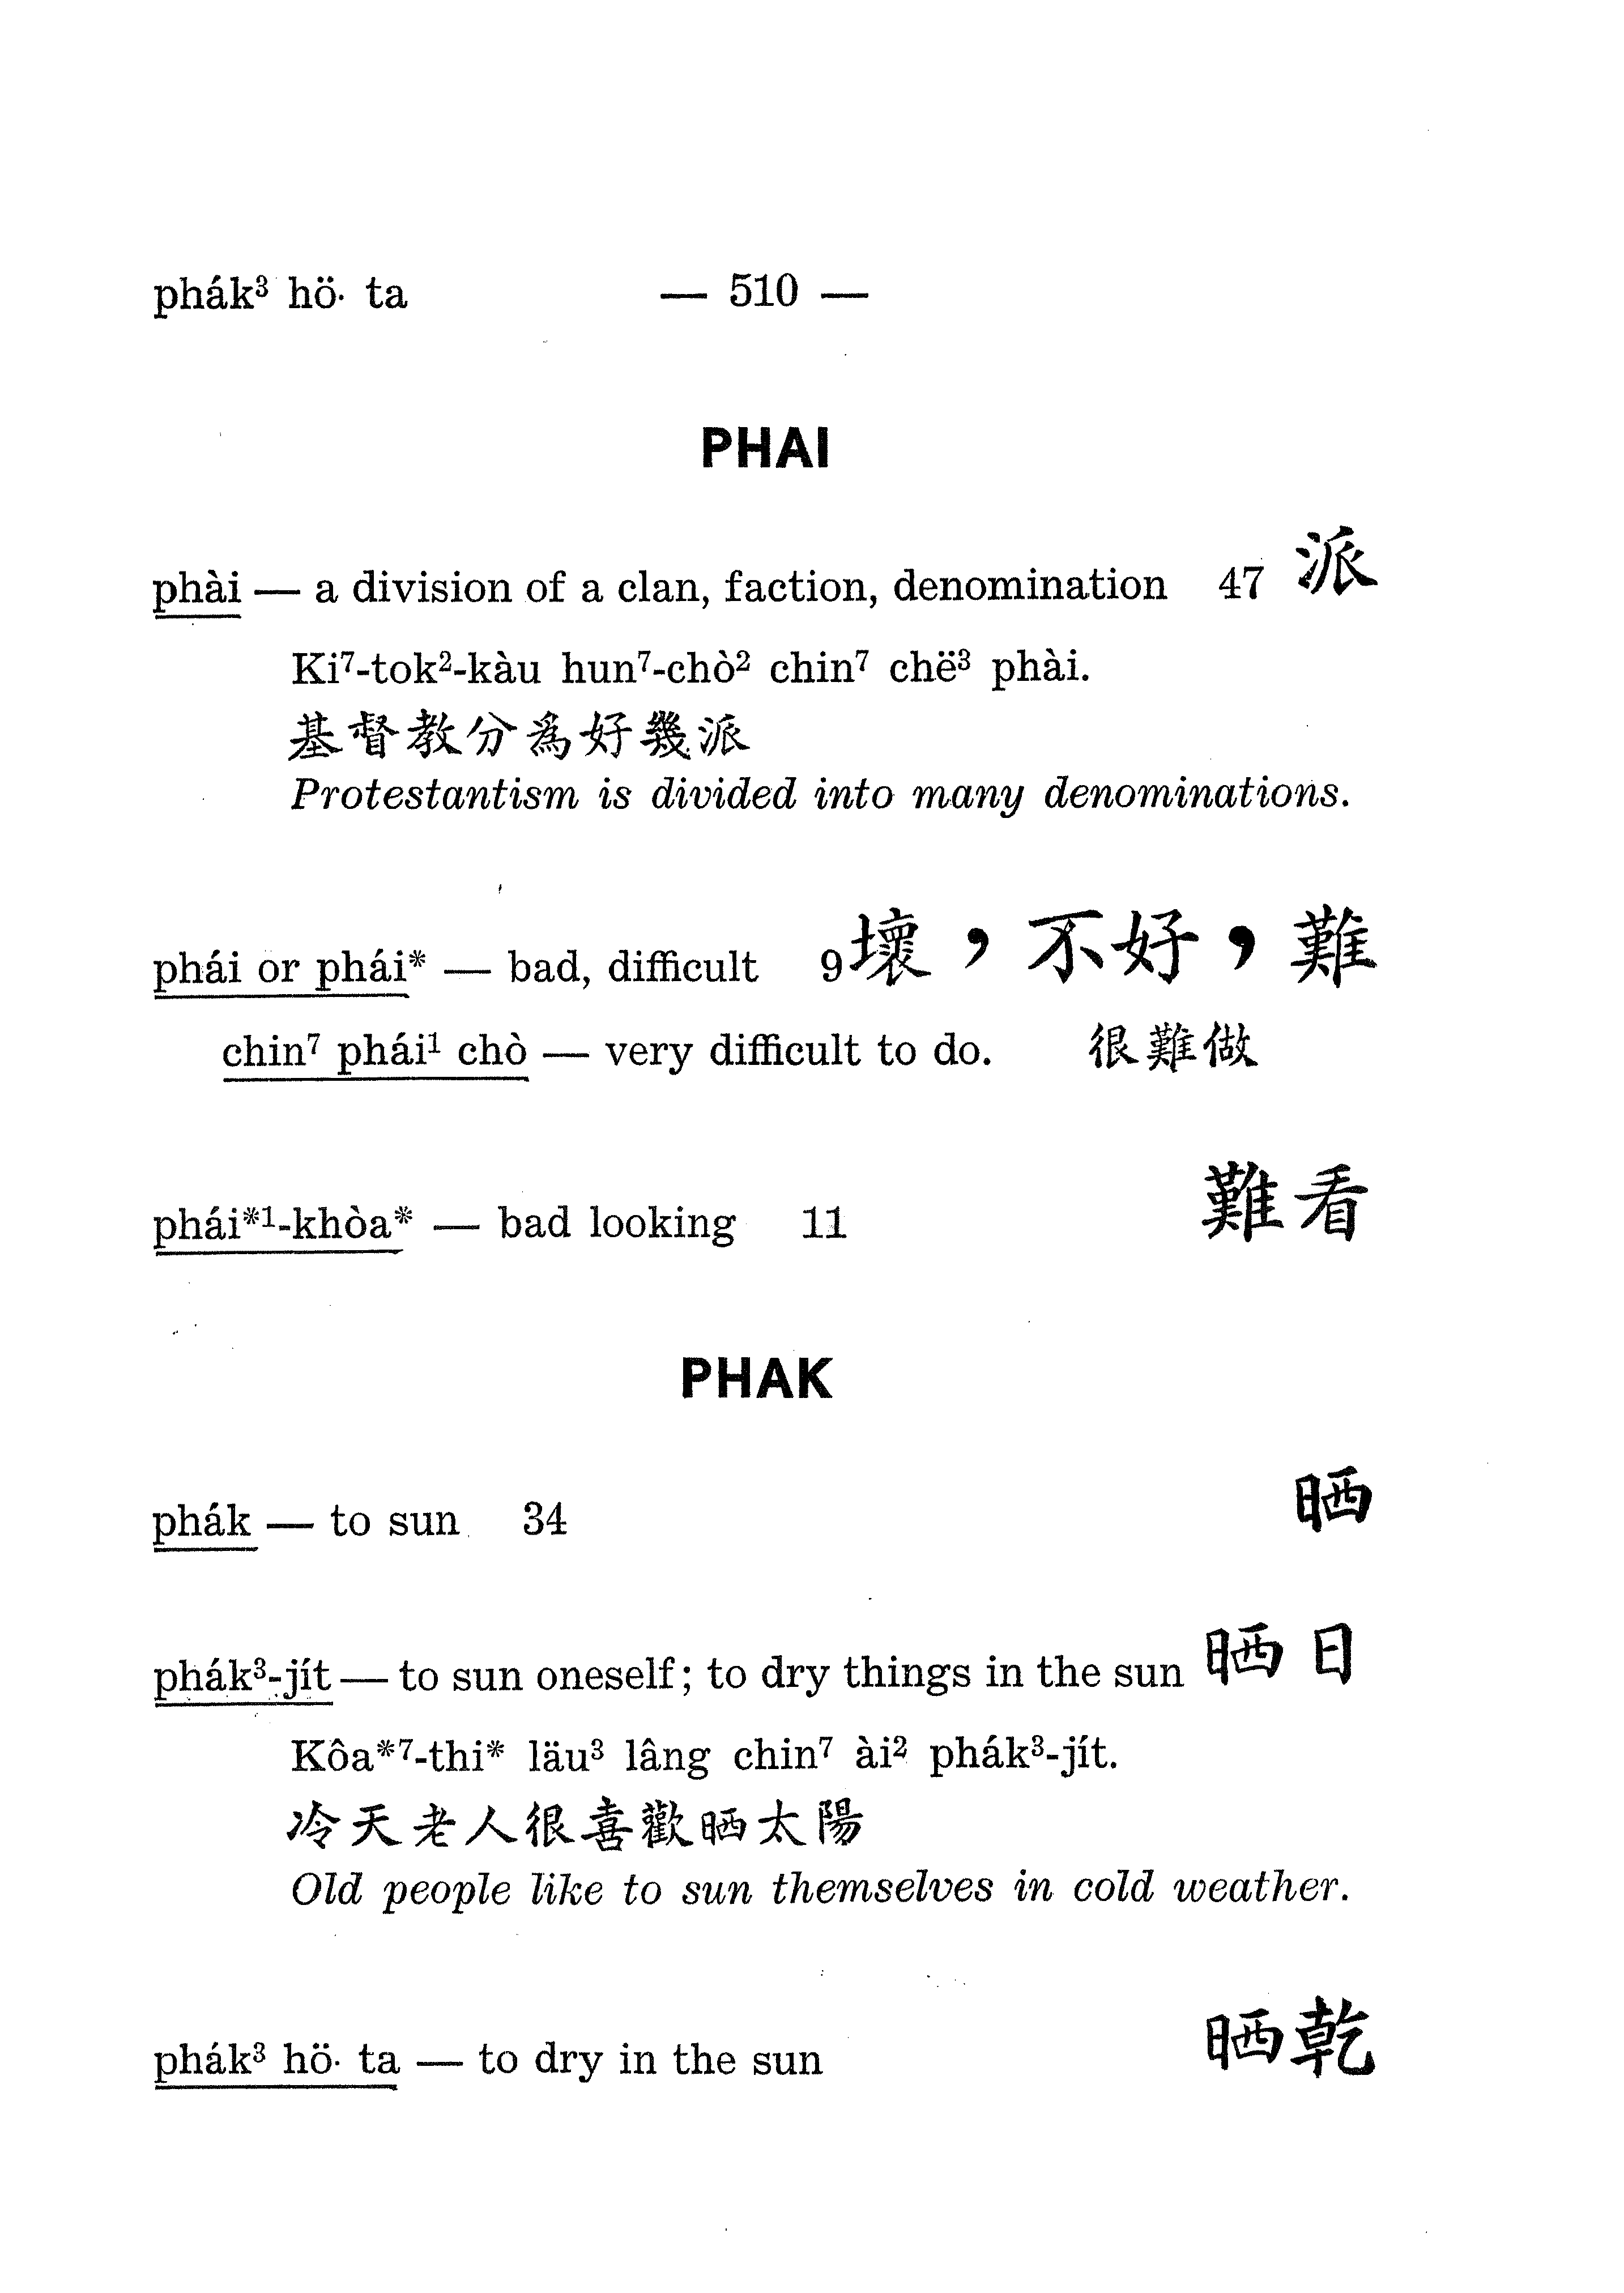 phák³ hö· ta — 510 —
PHAI
phài — a division of a clan, faction, denomination 47 派
Ki⁷-tok²-kàu hun⁷-chò² chin⁷ chë³ phài.
基督教分為好幾派
Protestantism is divided into many denominations.
phái or phái* — bad, difficult 9 壞，不好，難
chin⁷ phái¹ chò — very difficult to do. 很難做
phái*¹-khòa* — bad looking 11 難看
PHAK
phák — to sun 34 晒
phák³-jít — to sun oneself; to dry things in the sun 晒日
Kôa*⁷-thi* läu³ lâng chin⁷ ài² phák³-jít.
冷天老人很喜歡晒太陽
Old people like to sun themselves in cold weather.
phák³ hö· ta — to dry in the sun 晒乾